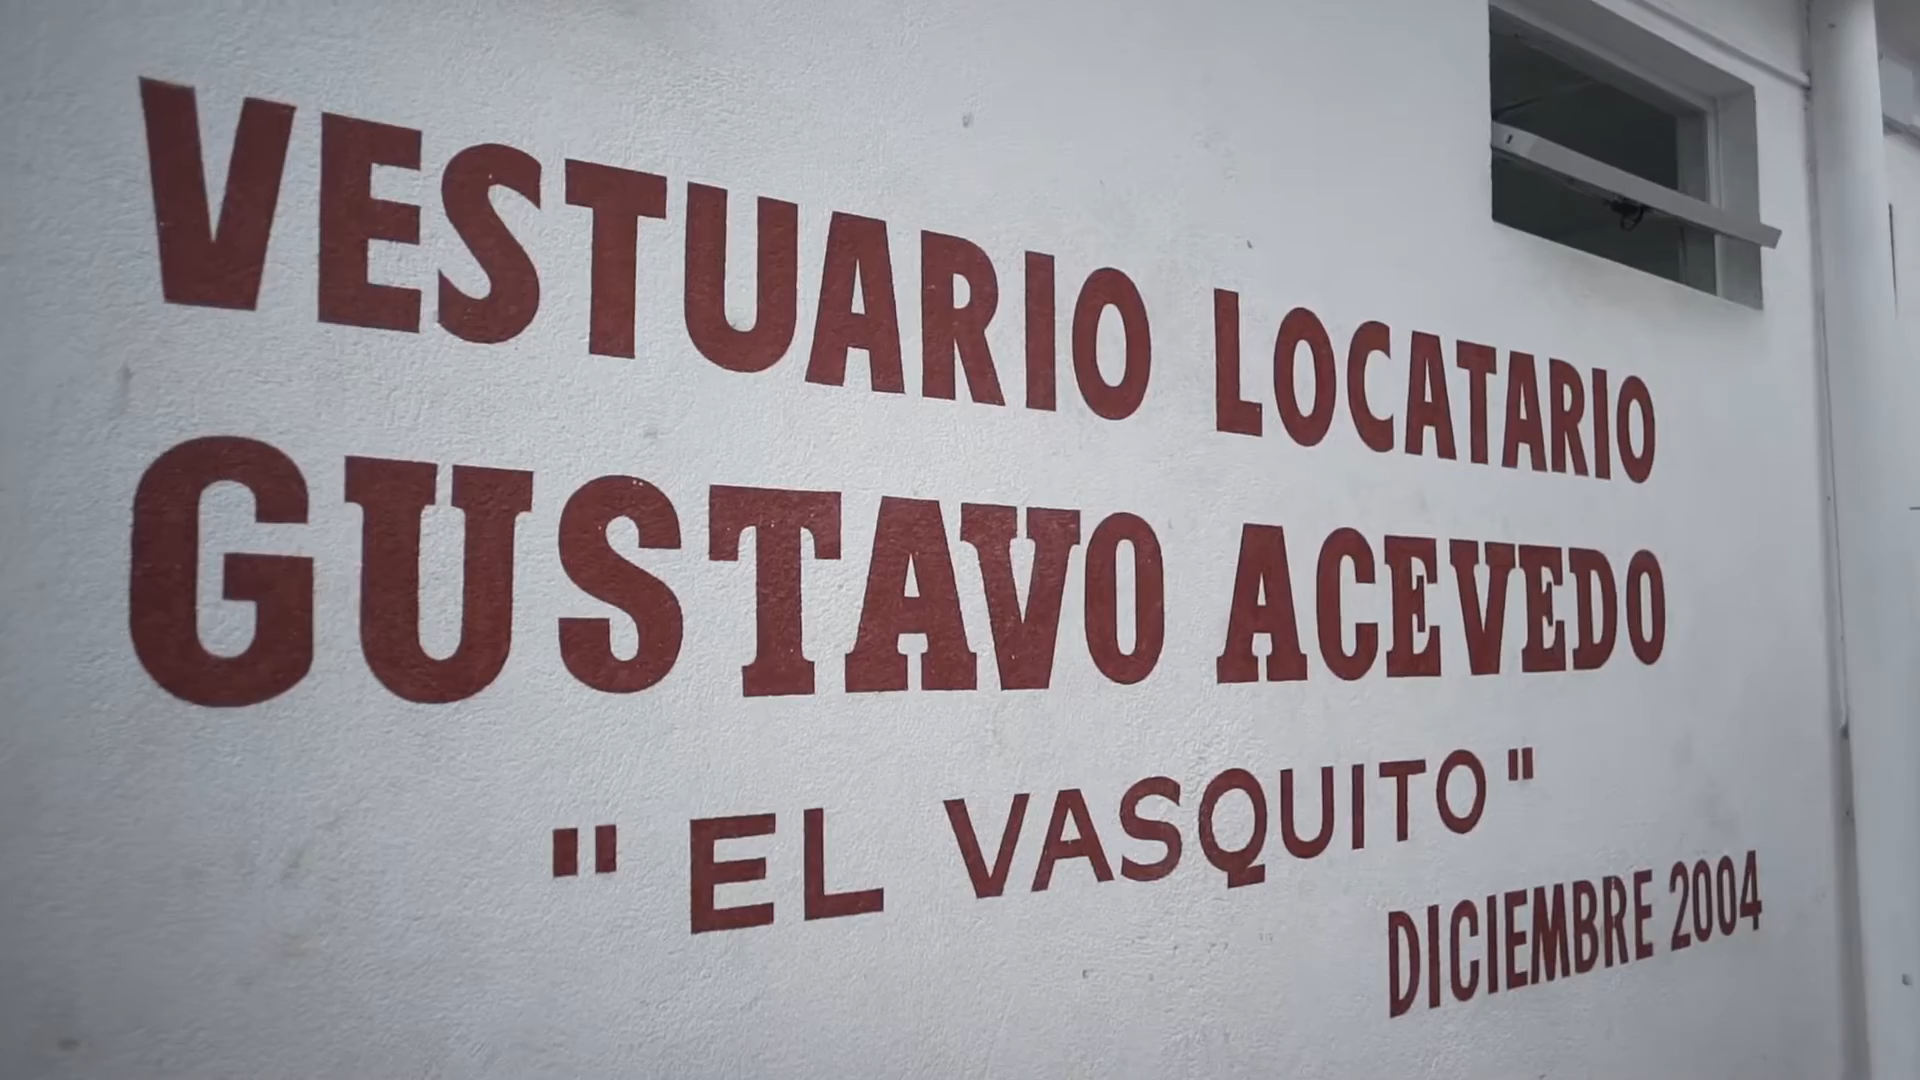 VESTUARIO LOCATARIO
GUSTAVO ACEVEDO
"EL VASQUITO"
DICIEMBRE 2004